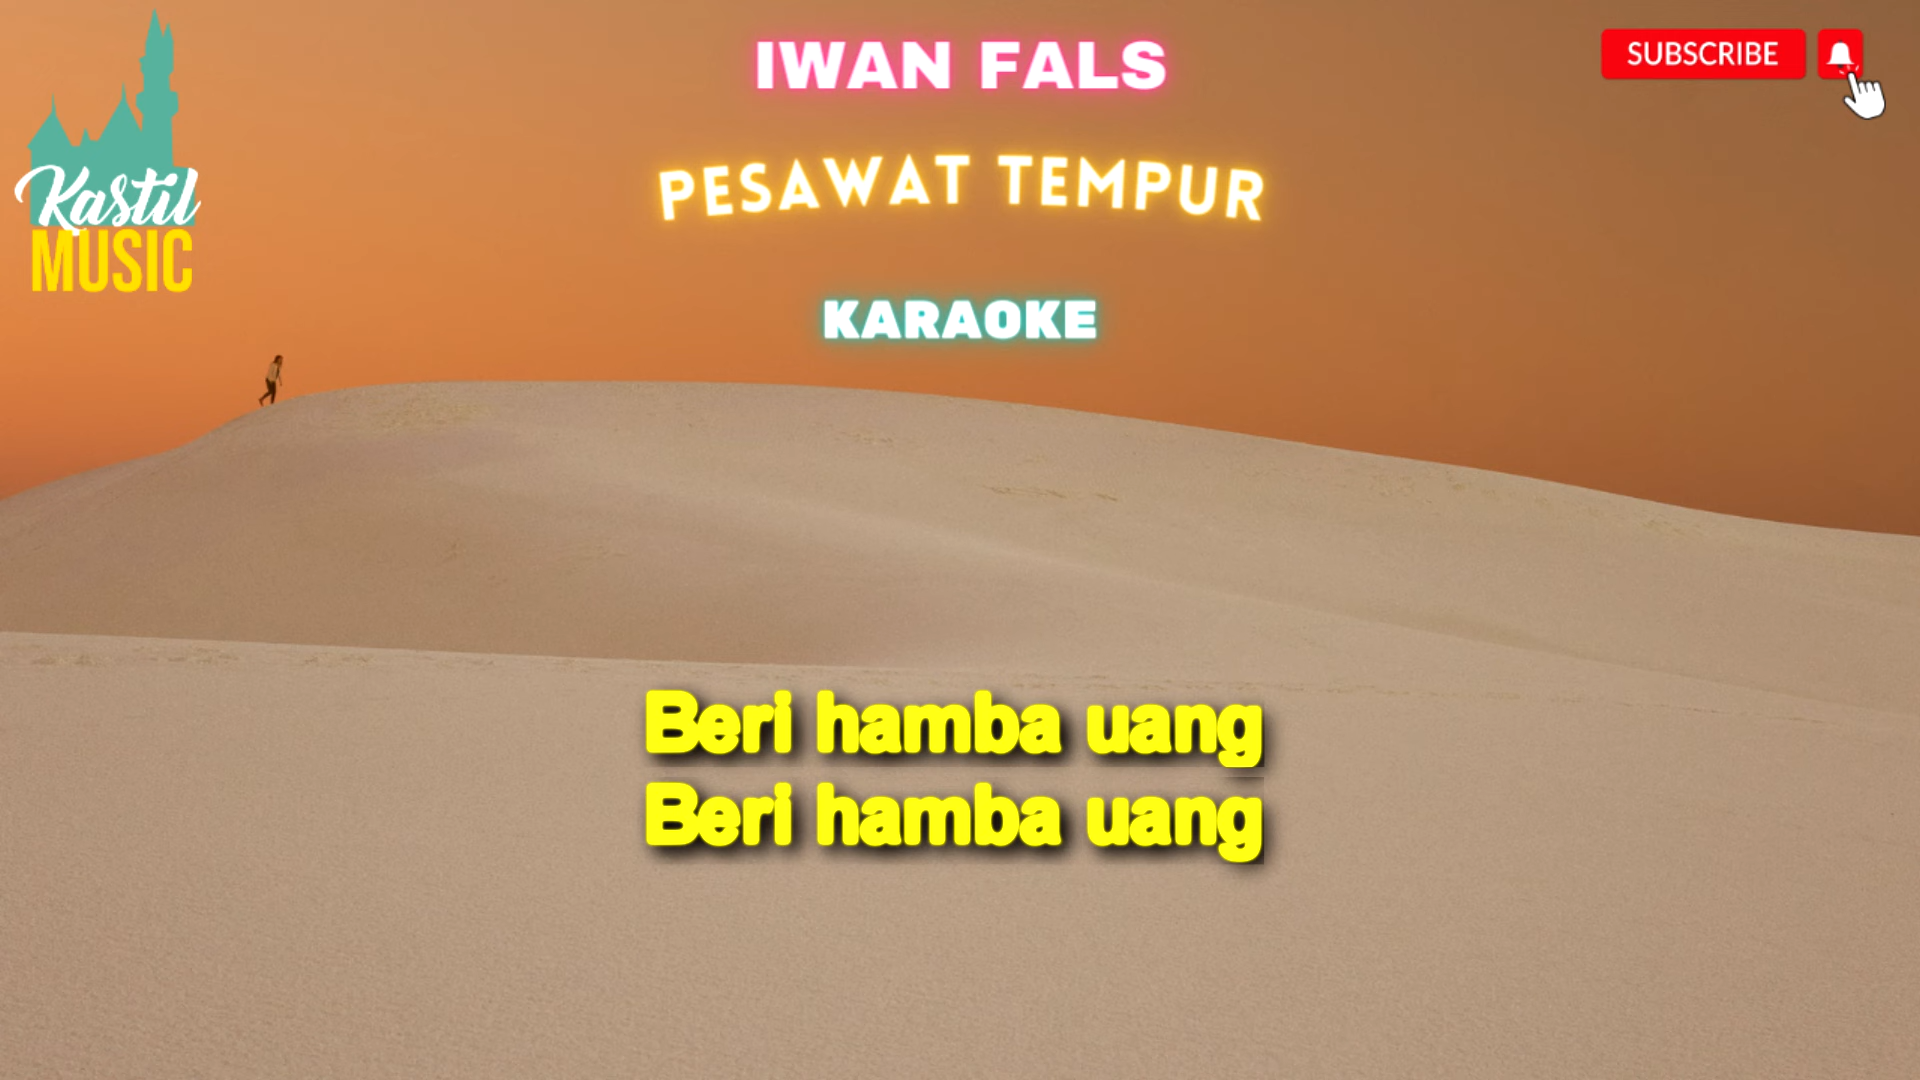 IWAN FALS
SUBSCRIBE
PESAWAT TEMPUR
Kastil
MUSIC
KARAOKE
Beri hamba uang
Beri hamba uang